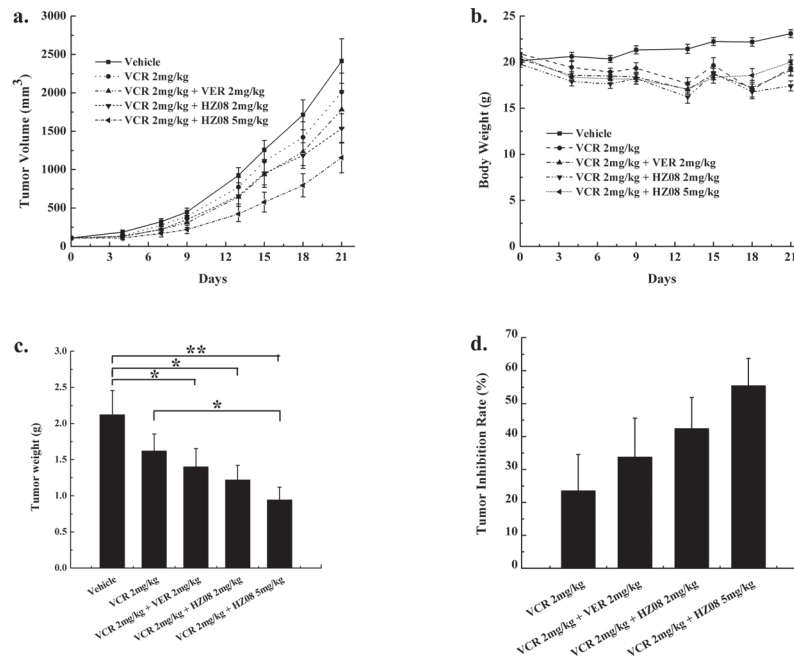 a.
3000
2500
2000
1500
1000
500
0
Tumor Volume (mm³)
Vehicle
VCR 2mg/kg
VCR 2mg/kg + VER 2mg/kg
VCR 2mg/kg + HZ08 2mg/kg
VCR 2mg/kg + HZ08 5mg/kg
0 3 6 9 12 15 18 21
Days
b.
25
20
15
10
5
0
Body Weight (g)
Vehicle
VCR 2mg/kg
VCR 2mg/kg + VER 2mg/kg
VCR 2mg/kg + HZ08 2mg/kg
VCR 2mg/kg + HZ08 5mg/kg
0 3 6 9 12 15 18 21
Days
c.
3.0
2.5
2.0
1.5
1.0
0.5
0.0
Tumor weight (g)
**
*
*
*
Vehicle
VCR 2mg/kg
VCR 2mg/kg + VER 2mg/kg
VCR 2mg/kg + HZ08 2mg/kg
VCR 2mg/kg + HZ08 5mg/kg
d.
70
60
50
40
30
20
10
0
Tumor Inhibition Rate (%)
VCR 2mg/kg
VCR 2mg/kg + VER 2mg/kg
VCR 2mg/kg + HZ08 2mg/kg
VCR 2mg/kg + HZ08 5mg/kg